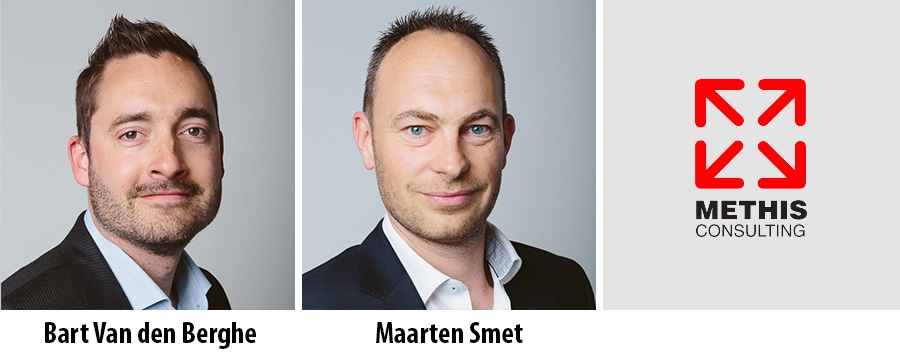 METHIS
CONSULTING
Bart Van den Berghe
Maarten Smet